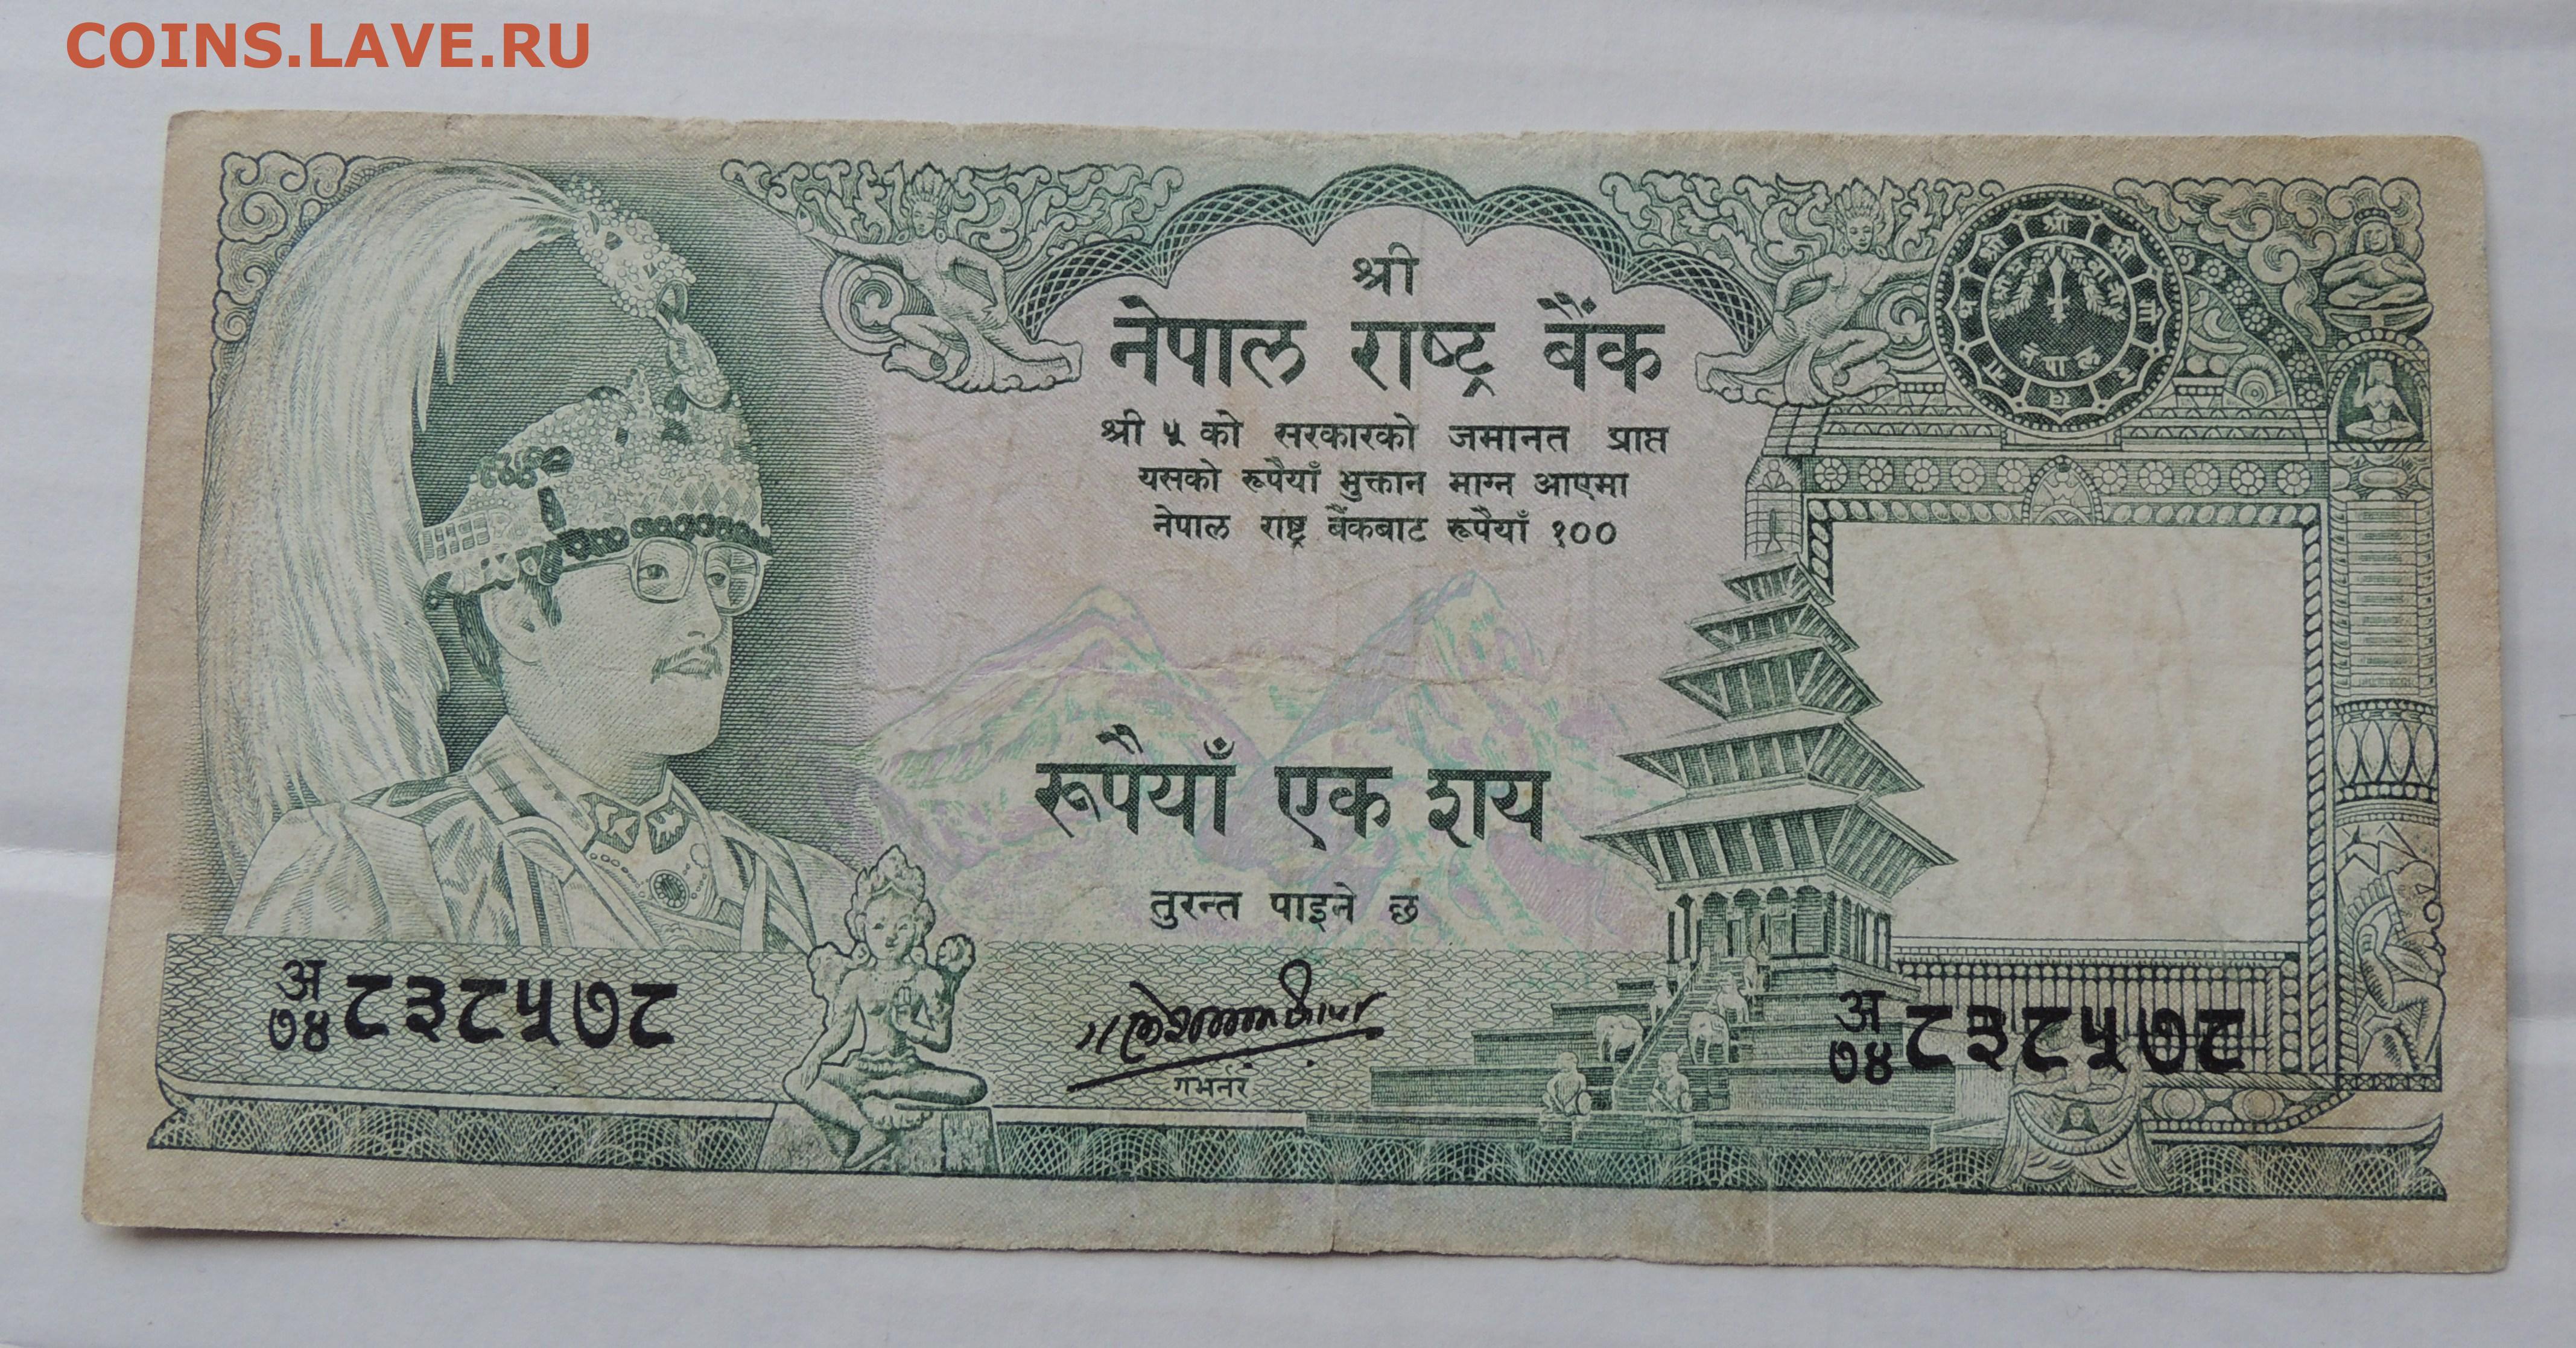 COINS.LAVE.RU
श्री
नेपाल राष्ट्र बैंक
श्री ५ को सरकारको जमानत प्राप्त
यसको रूपैयाँ भुक्तान माग्न आएमा
नेपाल राष्ट्र बैंकबाट रूपैयाँ १००
रूपैयाँ एक शय
तुरन्त पाइने छ
अ
७४ ८३८५७८
गभर्नर
अ
७४ ८३८५७८
नेपाल